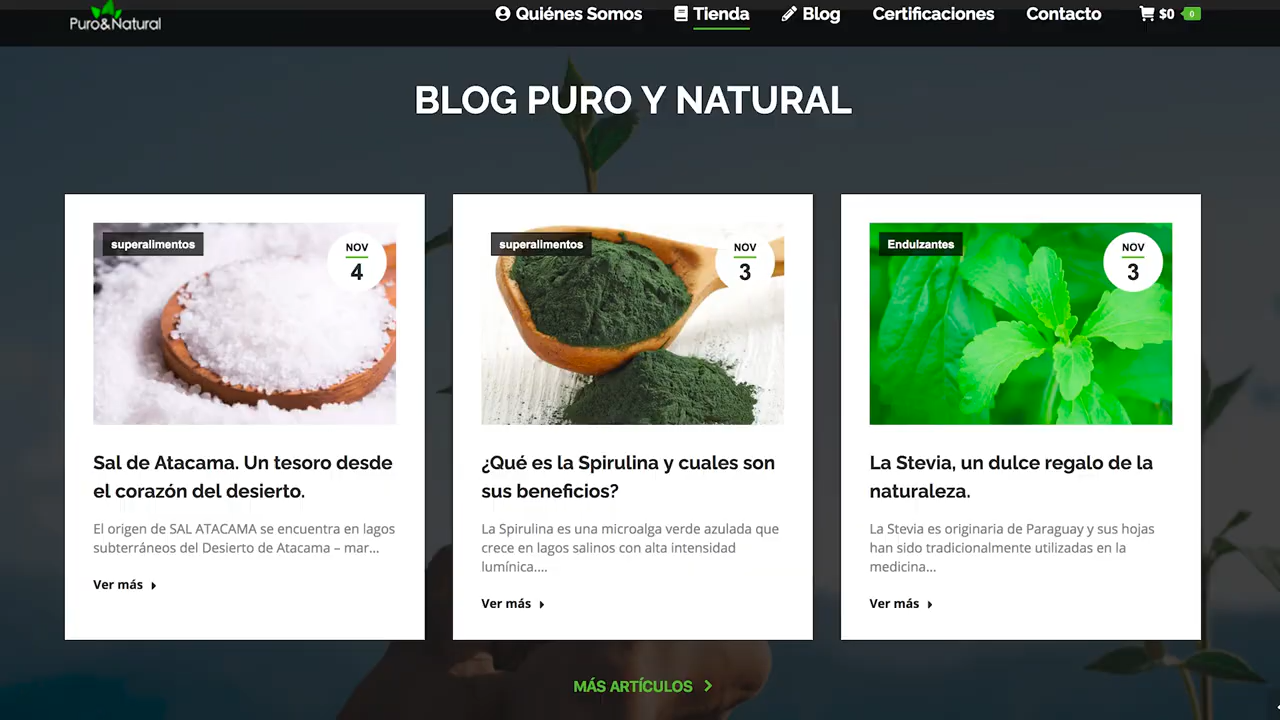 Puro&Natural
Quiénes Somos
Tienda
Blog
Certificaciones
Contacto
$0
0
BLOG PURO Y NATURAL
superalimentos
NOV
4
Sal de Atacama. Un tesoro desde
el corazón del desierto.
El origen de SAL ATACAMA se encuentra en lagos
subterráneos del Desierto de Atacama – mar...
Ver más
superalimentos
NOV
3
¿Qué es la Spirulina y cuales son
sus beneficios?
La Spirulina es una microalga verde azulada que
crece en lagos salinos con alta intensidad
lumínica....
Ver más
Endulzantes
NOV
3
La Stevia, un dulce regalo de la
naturaleza.
La Stevia es originaria de Paraguay y sus hojas
han sido tradicionalmente utilizadas en la
medicina...
Ver más
MÁS ARTÍCULOS